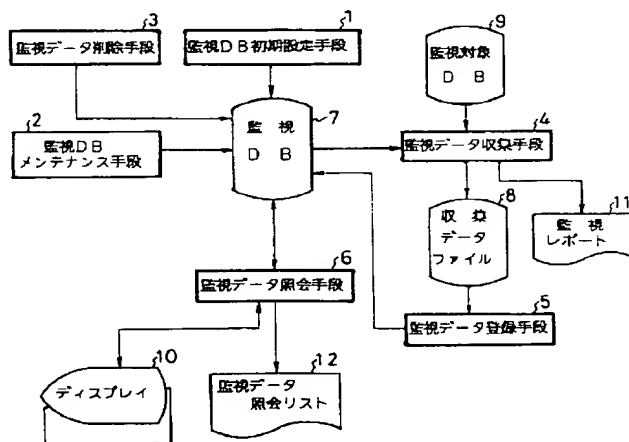 3
監視データ削除手段
1
監視DB初期設定手段
9
監視対象
D B
2
監視DB
メンテナンス手段
7
監 視
D B
4
監視データ収集手段
8
収 集
データ
ファイル
11
監 視
レポート
6
監視データ照会手段
5
監視データ登録手段
10
ディスプレイ
12
監視データ
照会リスト